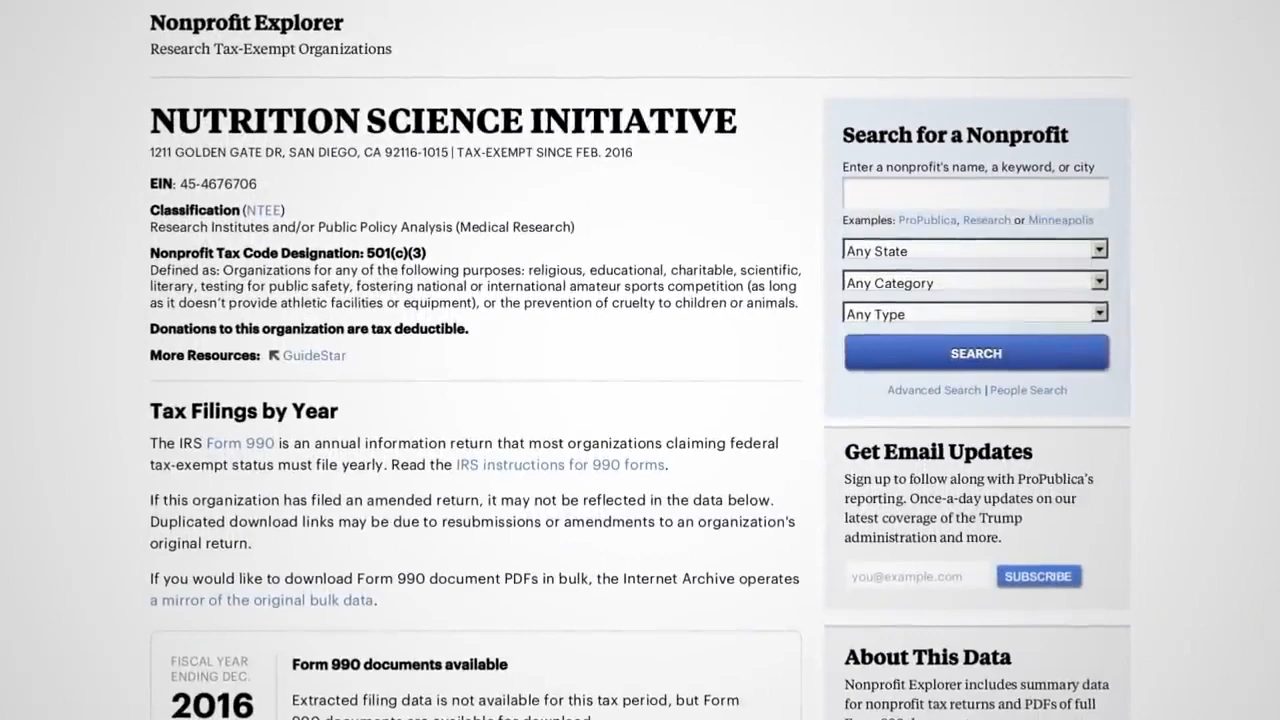 Nonprofit Explorer
Research Tax-Exempt Organizations
NUTRITION SCIENCE INITIATIVE
1211 GOLDEN GATE DR, SAN DIEGO, CA 92116-1015 | TAX-EXEMPT SINCE FEB. 2016
EIN: 45-4676706
Classification (NTEE)
Research Institutes and/or Public Policy Analysis (Medical Research)
Nonprofit Tax Code Designation: 501(c)(3)
Defined as: Organizations for any of the following purposes: religious, educational, charitable, scientific,
literary, testing for public safety, fostering national or international amateur sports competition (as long
as it doesn't provide athletic facilities or equipment), or the prevention of cruelty to children or animals.
Donations to this organization are tax deductible.
More Resources: GuideStar
Tax Filings by Year
The IRS Form 990 is an annual information return that most organizations claiming federal
tax-exempt status must file yearly. Read the IRS instructions for 990 forms.
If this organization has filed an amended return, it may not be reflected in the data below.
Duplicated download links may be due to resubmissions or amendments to an organization's
original return.
If you would like to download Form 990 document PDFs in bulk, the Internet Archive operates
a mirror of the original bulk data.
FISCAL YEAR
ENDING DEC.
2016
Form 990 documents available
Extracted filing data is not available for this tax period, but Form
Search for a Nonprofit
Enter a nonprofit's name, a keyword, or city
Examples: ProPublica, Research or Minneapolis
Any State
Any Category
Any Type
SEARCH
Advanced Search | People Search
Get Email Updates
Sign up to follow along with ProPublica's
reporting. Once-a-day updates on our
latest coverage of the Trump
administration and more.
you@example.com
SUBSCRIBE
About This Data
Nonprofit Explorer includes summary data
for nonprofit tax returns and PDFs of full